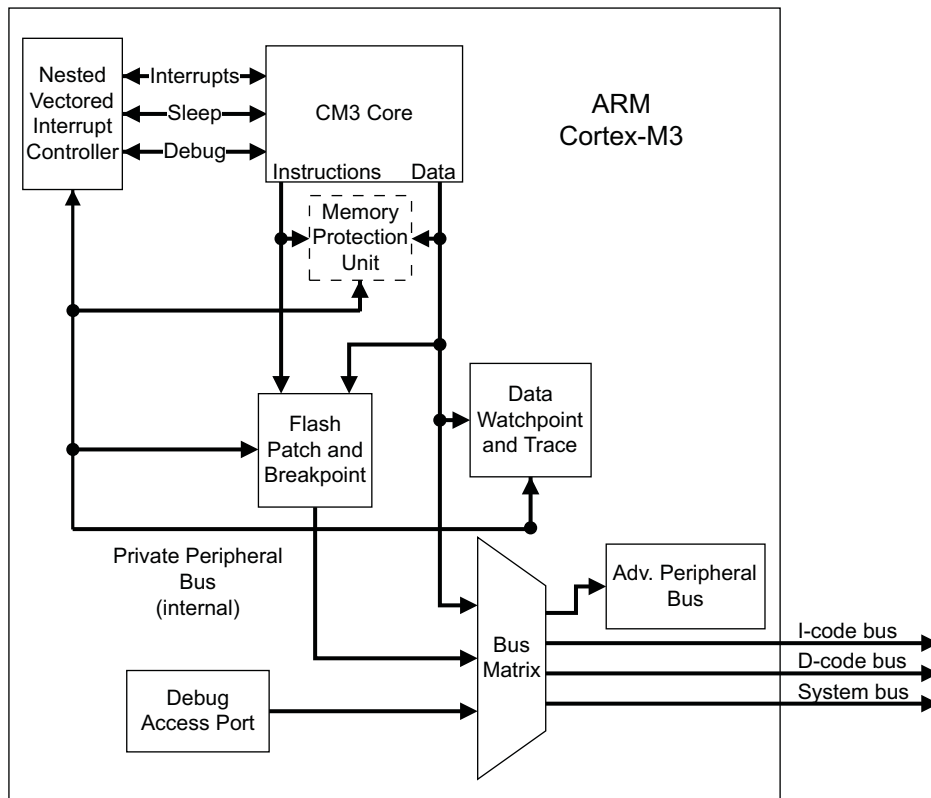 Nested
Vectored
Interrupt
Controller
Interrupts
Sleep
Debug
CM3 Core
Instructions Data
ARM
Cortex-M3
Memory
Protection
Unit
Flash
Patch and
Breakpoint
Data
Watchpoint
and Trace
Private Peripheral
Bus
(internal)
Debug
Access Port
Bus
Matrix
Adv. Peripheral
Bus
I-code bus
D-code bus
System bus